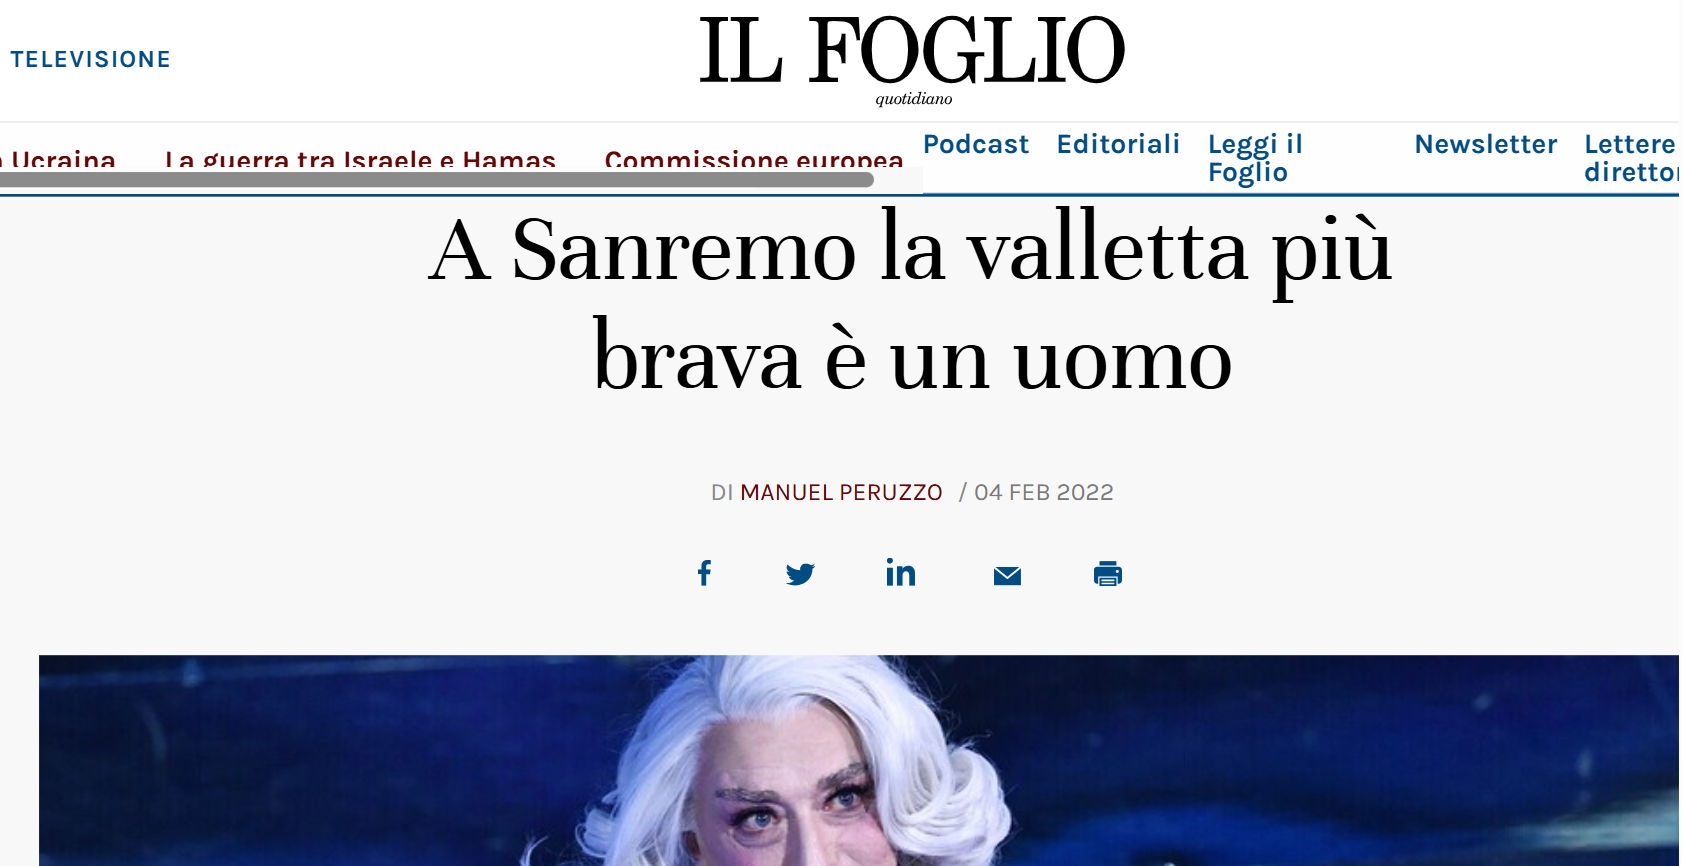 TELEVISIONE
IL FOGLIO
quotidiano
Ucraina
La guerra tra Israele e Hamas
Commissione europea
Podcast
Editoriali
Leggi il
Foglio
Newsletter
Lettere
A Sanremo la valletta più
brava è un uomo
DI MANUEL PERUZZO / 04 FEB 2022